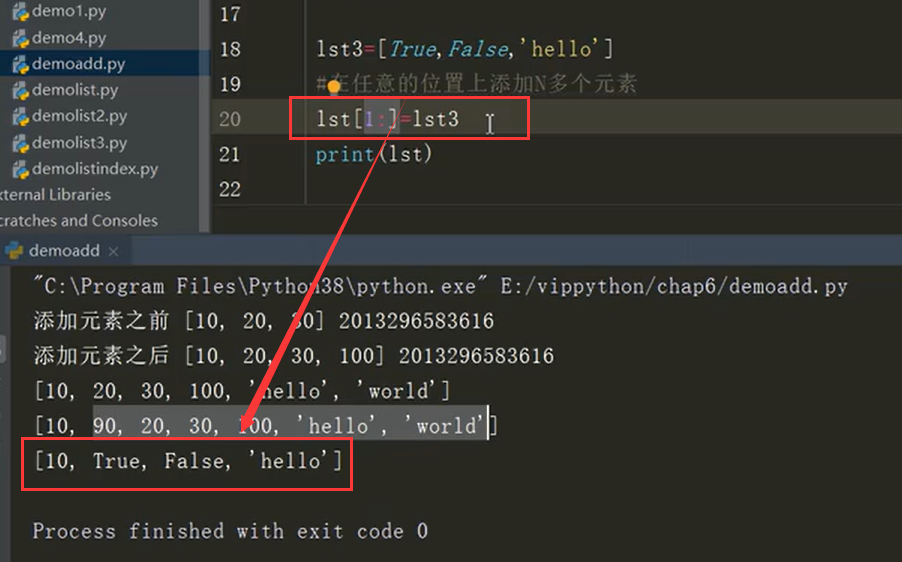 demo1.py
demo4.py
demoadd.py
demolist.py
demolist2.py
demolist3.py
demolistindex.py
xternal Libraries
cratches and Consoles
17
18 lst3=[True,False,'hello']
19 #在任意的位置上添加N多个元素
20 lst[1:]=lst3
21 print(lst)
22
demoadd ×
"C:\Program Files\Python38\python.exe" E:/vippython/chap6/demoadd.py
添加元素之前 [10, 20, 30] 2013296583616
添加元素之后 [10, 20, 30, 100] 2013296583616
[10, 20, 30, 100, 'hello', 'world']
[10, 90, 20, 30, 100, 'hello', 'world']
[10, True, False, 'hello']
Process finished with exit code 0